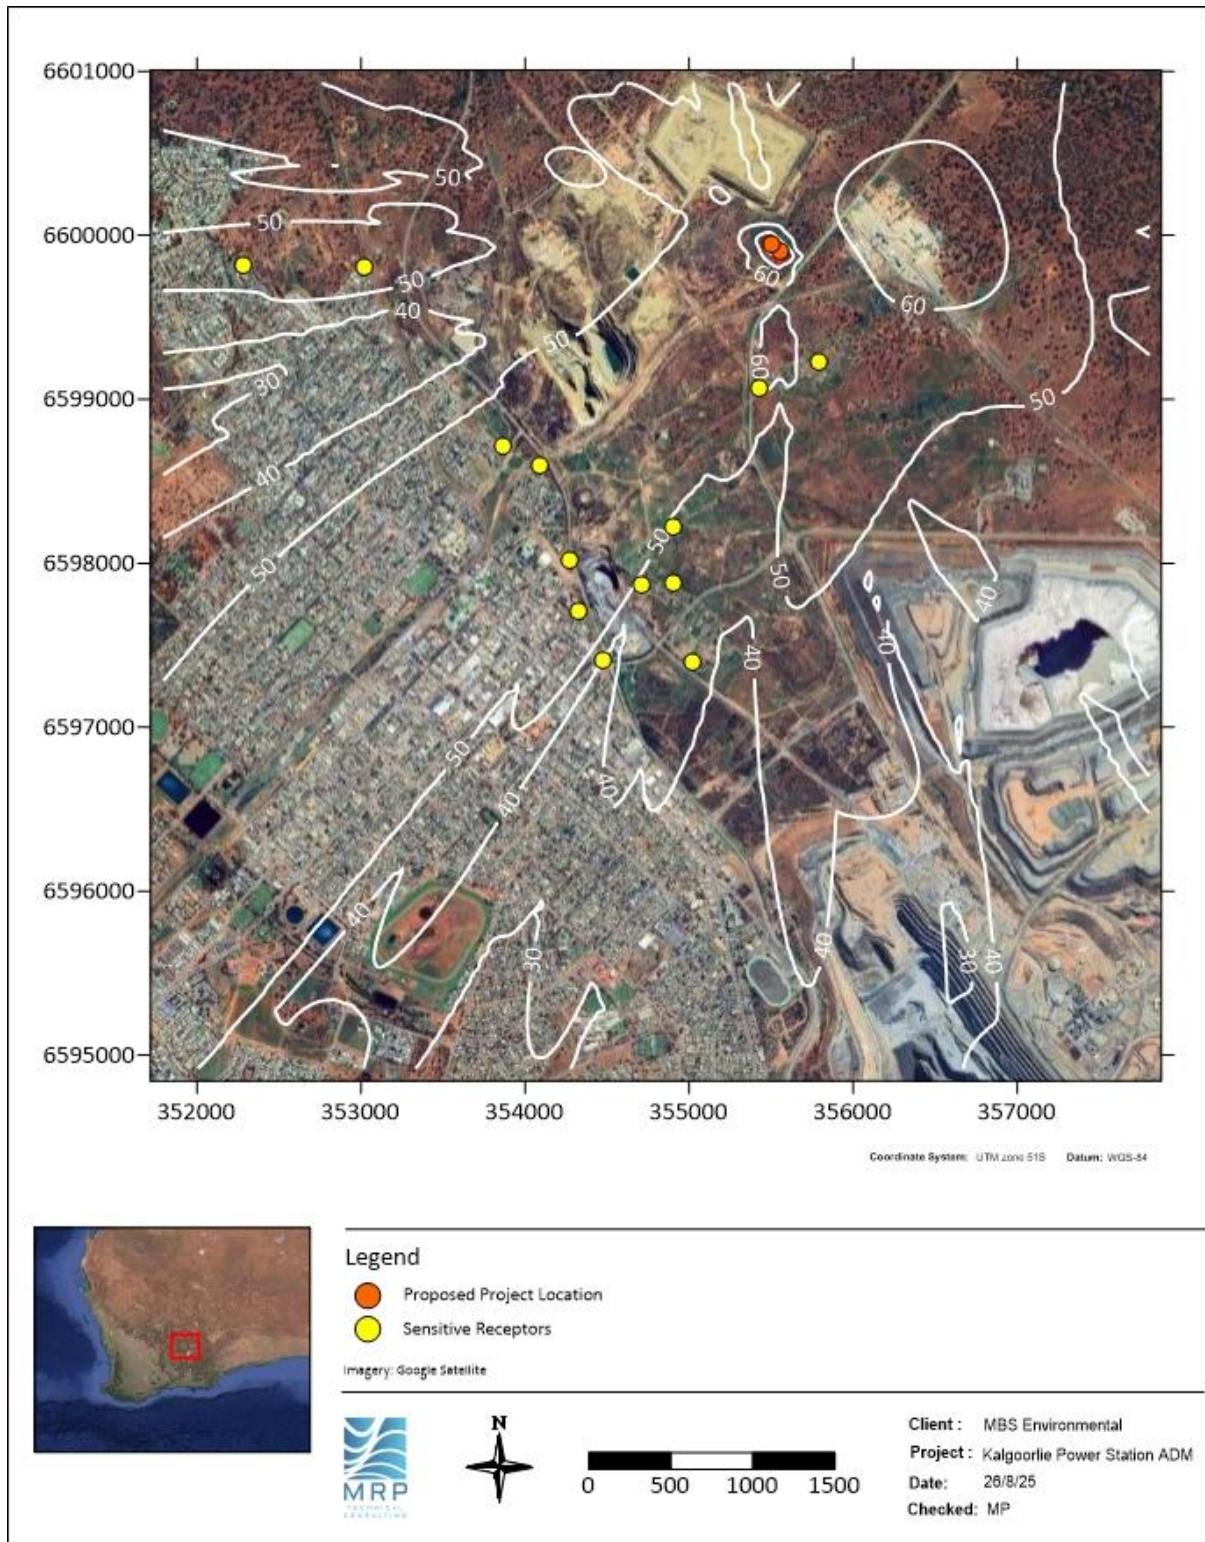 6601000
6600000
6599000
6598000
6597000
6596000
6595000
352000 353000 354000 355000 356000 357000
50
50
50
40
30
40
50
50
60
60
60
50
50
50
40
40
40
40
50
40
40
30
40
30
40
Coordinate System: UTM zone 51S Datum: WGS-84
Legend
Proposed Project Location
Sensitive Receptors
Imagery: Google Satellite
MRP
TECHNICAL
CONSULTING
N
0 500 1000 1500
Client : MBS Environmental
Project : Kalgoorlie Power Station ADM
Date: 26/8/25
Checked: MP